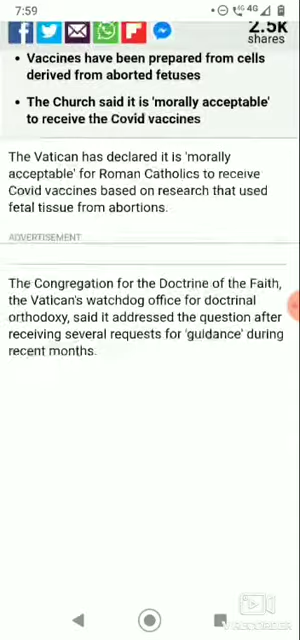 7:59
4G
2.5K
shares
• Vaccines have been prepared from cells
derived from aborted fetuses
• The Church said it is 'morally acceptable'
to receive the Covid vaccines
The Vatican has declared it is 'morally
acceptable' for Roman Catholics to receive
Covid vaccines based on research that used
fetal tissue from abortions.
ADVERTISEMENT
The Congregation for the Doctrine of the Faith,
the Vatican's watchdog office for doctrinal
orthodoxy, said it addressed the question after
receiving several requests for 'guidance' during
recent months.
V RECORDER